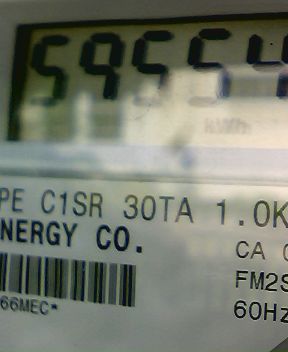 59554
kWh
PE C1SR 30TA 1.0K
NERGY CO.
CA
FM2S
66MEC*
60Hz